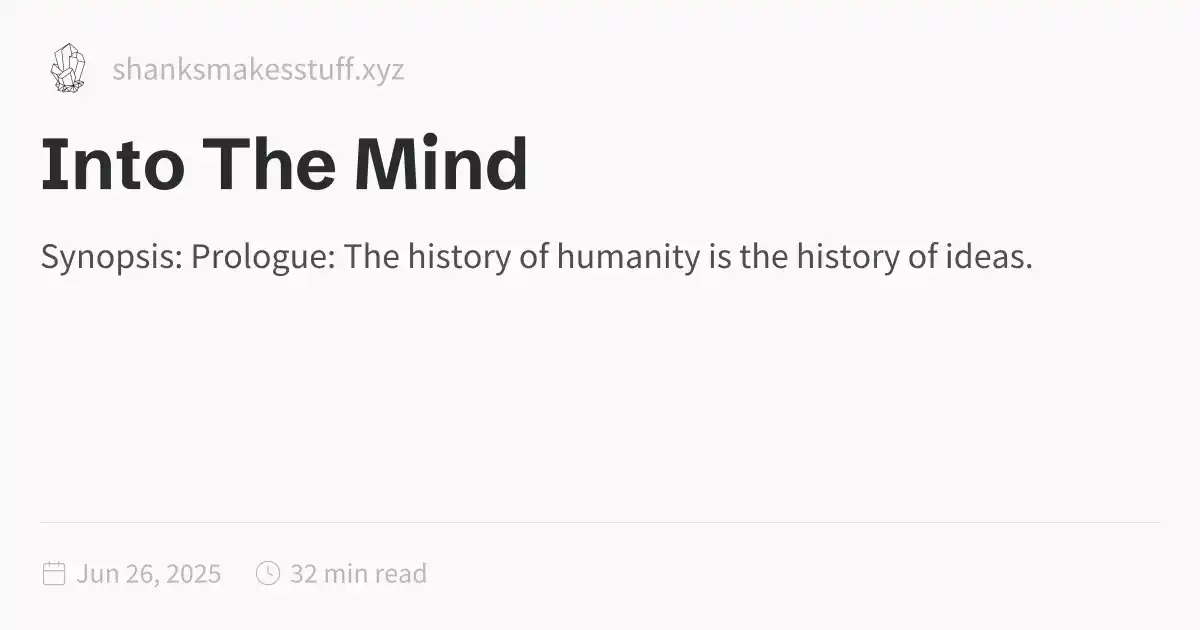 shanksmakesstuff.xyz
Into The Mind
Synopsis: Prologue: The history of humanity is the history of ideas.
Jun 26, 2025
32 min read